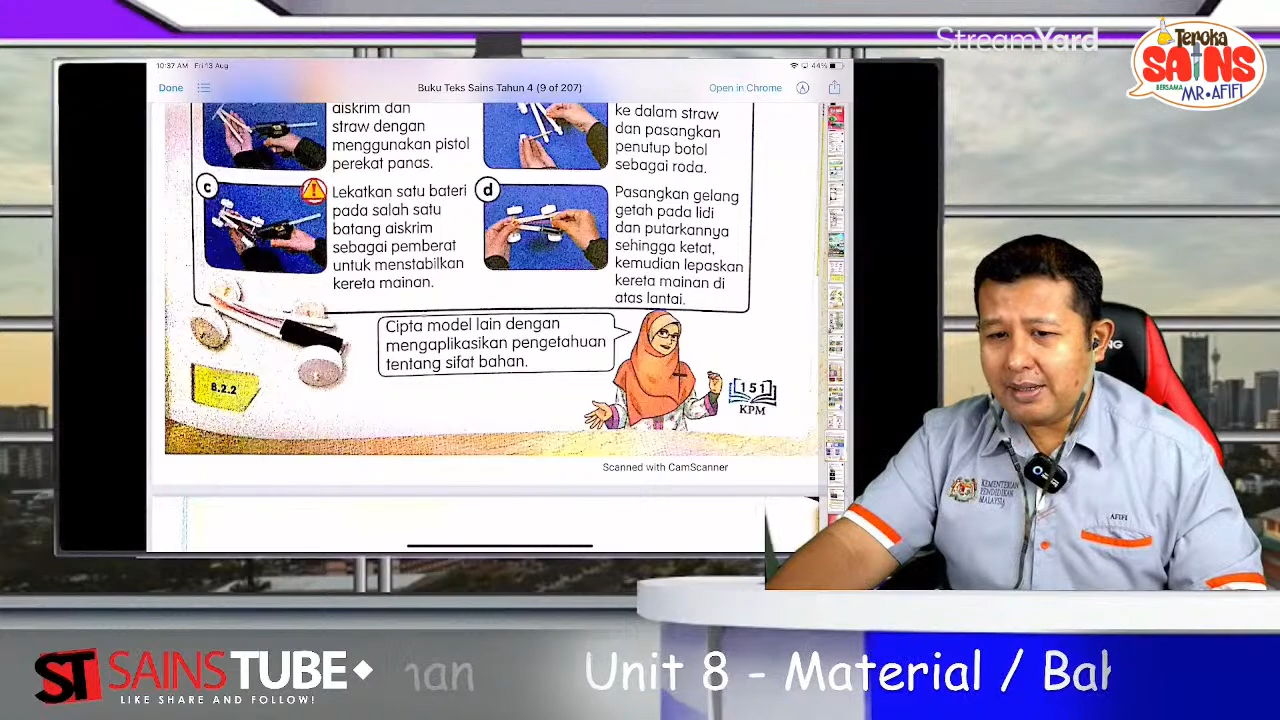 StreamYard
Teroka
SAINS
BERSAMA
MR.AFIFI
10:37 AM Fri 13 Aug
44%
Done
Buku Teks Sains Tahun 4 (9 of 207)
Open in Chrome
aiskrim dan
straw dengan
menggunakan pistol
perekat panas.
ke dalam straw
dan pasangkan
penutup botol
sebagai roda.
c
Lekatkan satu bateri
pada salah satu
batang aiskrim
sebagai pemberat
untuk menstabilkan
kereta mainan.
d
Pasangkan gelang
getah pada lidi
dan putarkannya
sehingga ketat,
kemudian lepaskan
kereta mainan di
atas lantai.
Cipta model lain dengan
mengaplikasikan pengetahuan
tentang sifat bahan.
8.2.2
151
KPM
Scanned with CamScanner
KEMENTERIAN
PENDIDIKAN
MALAYSIA
AFIFI
ST SAINSTUBE
LIKE SHARE AND FOLLOW!
Unit 8 - Material / Bah